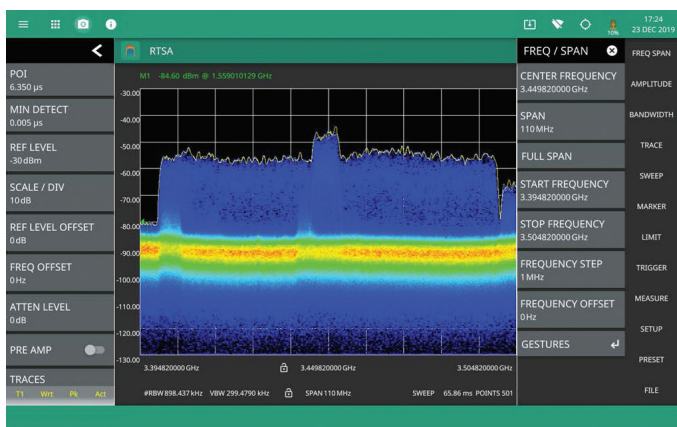 17:24
10%
23 DEC 2019
RTSA
POI
6.350 µs
MIN DETECT
0.005 µs
REF LEVEL
-30 dBm
SCALE / DIV
10 dB
REF LEVEL OFFSET
0 dB
FREQ OFFSET
0 Hz
ATTEN LEVEL
0 dB
PRE AMP
TRACES
T1 Wrt Pk Act
M1 -84.60 dBm @ 1.559010129 GHz
-30.00
-40.00
-50.00
-60.00
-70.00
-80.00
-90.00
-100.00
-110.00
-120.00
-130.00
3.394820000 GHz 3.449820000 GHz 3.504820000 GHz
#RBW 898.437 kHz VBW 299.4790 kHz SPAN 110 MHz SWEEP 65.86 ms POINTS 501
FREQ / SPAN
CENTER FREQUENCY
3.449820000 GHz
SPAN
110 MHz
FULL SPAN
START FREQUENCY
3.394820000 GHz
STOP FREQUENCY
3.504820000 GHz
FREQUENCY STEP
1 MHz
FREQUENCY OFFSET
0 Hz
GESTURES
FREQ SPAN
AMPLITUDE
BANDWIDTH
TRACE
SWEEP
MARKER
LIMIT
TRIGGER
MEASURE
SETUP
PRESET
FILE